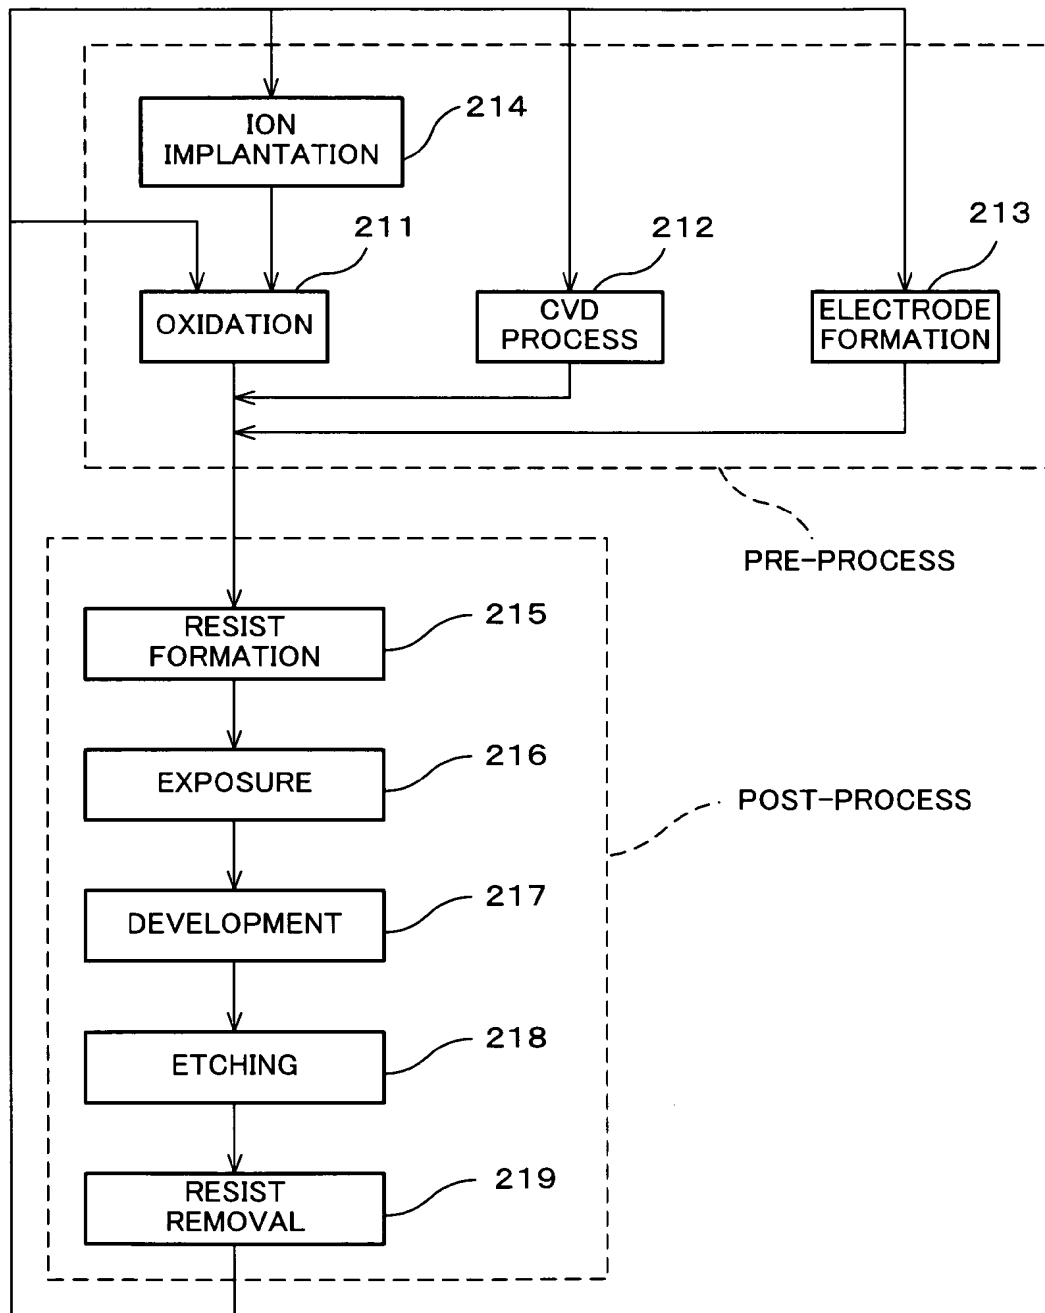 ION
IMPLANTATION
214
211
212
213
OXIDATION
CVD
PROCESS
ELECTRODE
FORMATION
PRE-PROCESS
RESIST
FORMATION
215
EXPOSURE
216
POST-PROCESS
DEVELOPMENT
217
ETCHING
218
RESIST
REMOVAL
219